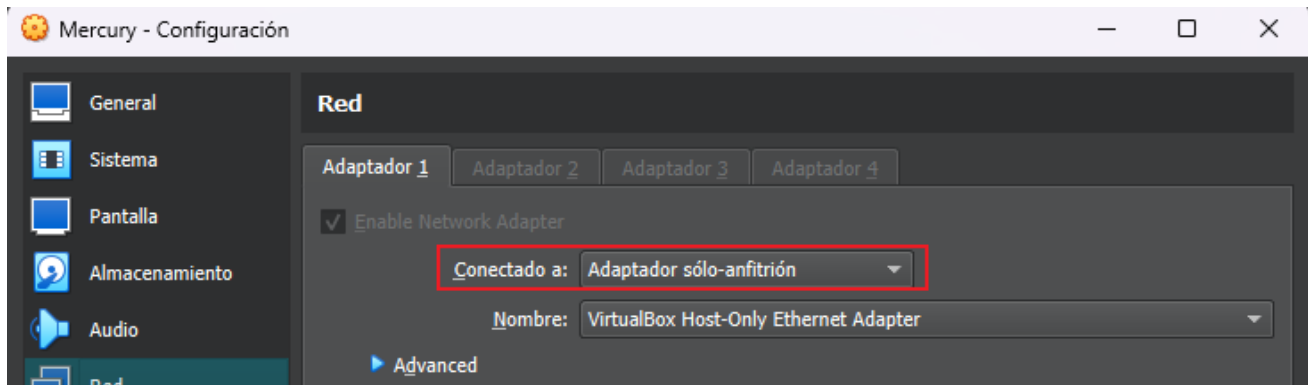 Mercury - Configuración
General
Sistema
Pantalla
Almacenamiento
Audio
Red
Red
Adaptador 1
Adaptador 2
Adaptador 3
Adaptador 4
Enable Network Adapter
Conectado a: Adaptador sólo-anfitrión
Nombre: VirtualBox Host-Only Ethernet Adapter
Advanced